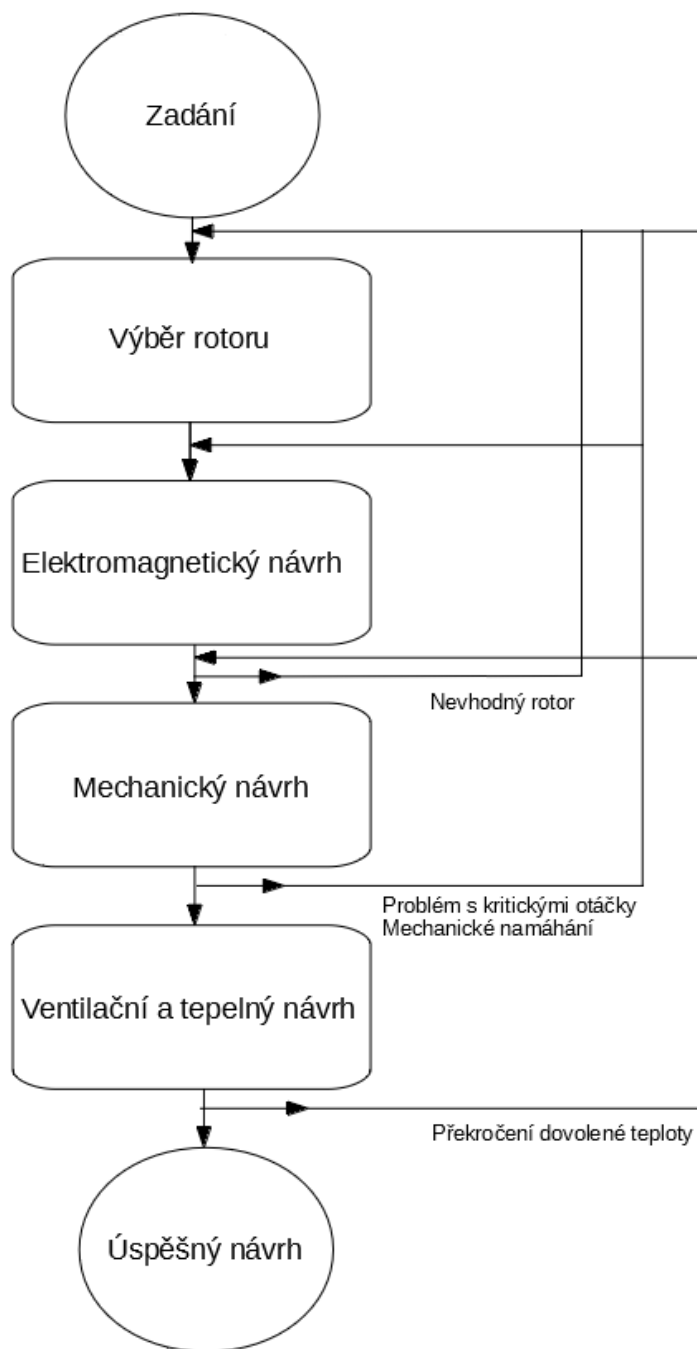 Zadání
Výběr rotoru
Elektromagnetický návrh
Nevhodný rotor
Mechanický návrh
Problém s kritickými otáčky
Mechanické namáhání
Ventilační a tepelný návrh
Překročení dovolené teploty
Úspěšný návrh